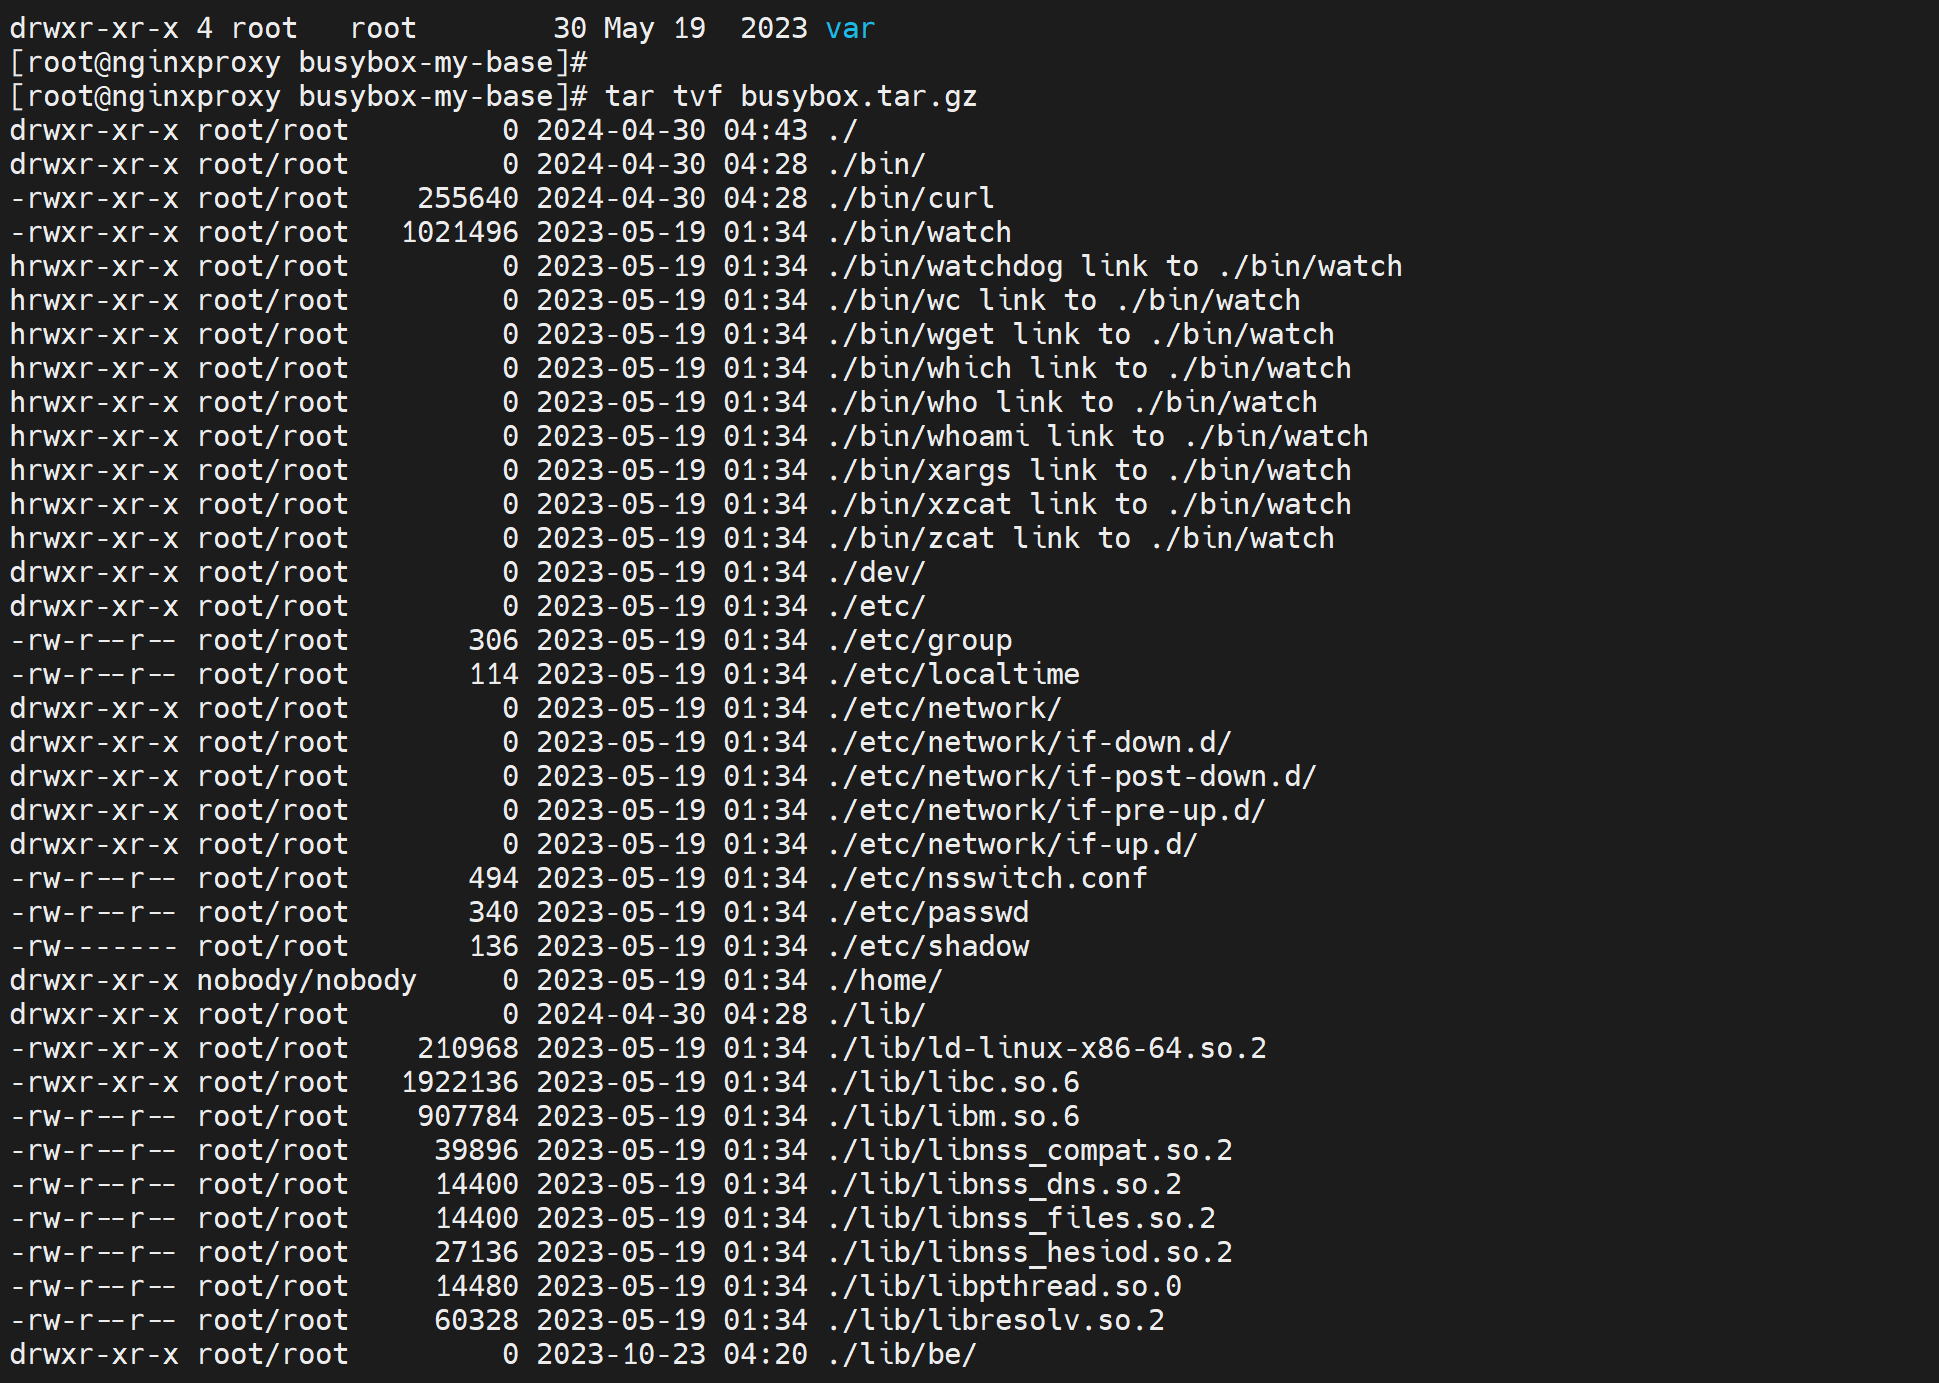 drwxr-xr-x 4 root   root        30 May 19  2023 var
[root@nginxproxy busybox-my-base]#
[root@nginxproxy busybox-my-base]# tar tvf busybox.tar.gz
drwxr-xr-x root/root         0 2024-04-30 04:43 ./
drwxr-xr-x root/root         0 2024-04-30 04:28 ./bin/
-rwxr-xr-x root/root    255640 2024-04-30 04:28 ./bin/curl
-rwxr-xr-x root/root   1021496 2023-05-19 01:34 ./bin/watch
hrwxr-xr-x root/root         0 2023-05-19 01:34 ./bin/watchdog link to ./bin/watch
hrwxr-xr-x root/root         0 2023-05-19 01:34 ./bin/wc link to ./bin/watch
hrwxr-xr-x root/root         0 2023-05-19 01:34 ./bin/wget link to ./bin/watch
hrwxr-xr-x root/root         0 2023-05-19 01:34 ./bin/which link to ./bin/watch
hrwxr-xr-x root/root         0 2023-05-19 01:34 ./bin/who link to ./bin/watch
hrwxr-xr-x root/root         0 2023-05-19 01:34 ./bin/whoami link to ./bin/watch
hrwxr-xr-x root/root         0 2023-05-19 01:34 ./bin/xargs link to ./bin/watch
hrwxr-xr-x root/root         0 2023-05-19 01:34 ./bin/xzcat link to ./bin/watch
hrwxr-xr-x root/root         0 2023-05-19 01:34 ./bin/zcat link to ./bin/watch
drwxr-xr-x root/root         0 2023-05-19 01:34 ./dev/
drwxr-xr-x root/root         0 2023-05-19 01:34 ./etc/
-rw-r--r-- root/root       306 2023-05-19 01:34 ./etc/group
-rw-r--r-- root/root       114 2023-05-19 01:34 ./etc/localtime
drwxr-xr-x root/root         0 2023-05-19 01:34 ./etc/network/
drwxr-xr-x root/root         0 2023-05-19 01:34 ./etc/network/if-down.d/
drwxr-xr-x root/root         0 2023-05-19 01:34 ./etc/network/if-post-down.d/
drwxr-xr-x root/root         0 2023-05-19 01:34 ./etc/network/if-pre-up.d/
drwxr-xr-x root/root         0 2023-05-19 01:34 ./etc/network/if-up.d/
-rw-r--r-- root/root       494 2023-05-19 01:34 ./etc/nsswitch.conf
-rw-r--r-- root/root       340 2023-05-19 01:34 ./etc/passwd
-rw------- root/root       136 2023-05-19 01:34 ./etc/shadow
drwxr-xr-x nobody/nobody     0 2023-05-19 01:34 ./home/
drwxr-xr-x root/root         0 2024-04-30 04:28 ./lib/
-rwxr-xr-x root/root    210968 2023-05-19 01:34 ./lib/ld-linux-x86-64.so.2
-rwxr-xr-x root/root   1922136 2023-05-19 01:34 ./lib/libc.so.6
-rw-r--r-- root/root    907784 2023-05-19 01:34 ./lib/libm.so.6
-rw-r--r-- root/root     39896 2023-05-19 01:34 ./lib/libnss_compat.so.2
-rw-r--r-- root/root     14400 2023-05-19 01:34 ./lib/libnss_dns.so.2
-rw-r--r-- root/root     14400 2023-05-19 01:34 ./lib/libnss_files.so.2
-rw-r--r-- root/root     27136 2023-05-19 01:34 ./lib/libnss_hesiod.so.2
-rw-r--r-- root/root     14480 2023-05-19 01:34 ./lib/libpthread.so.0
-rw-r--r-- root/root     60328 2023-05-19 01:34 ./lib/libresolv.so.2
drwxr-xr-x root/root         0 2023-10-23 04:20 ./lib/be/